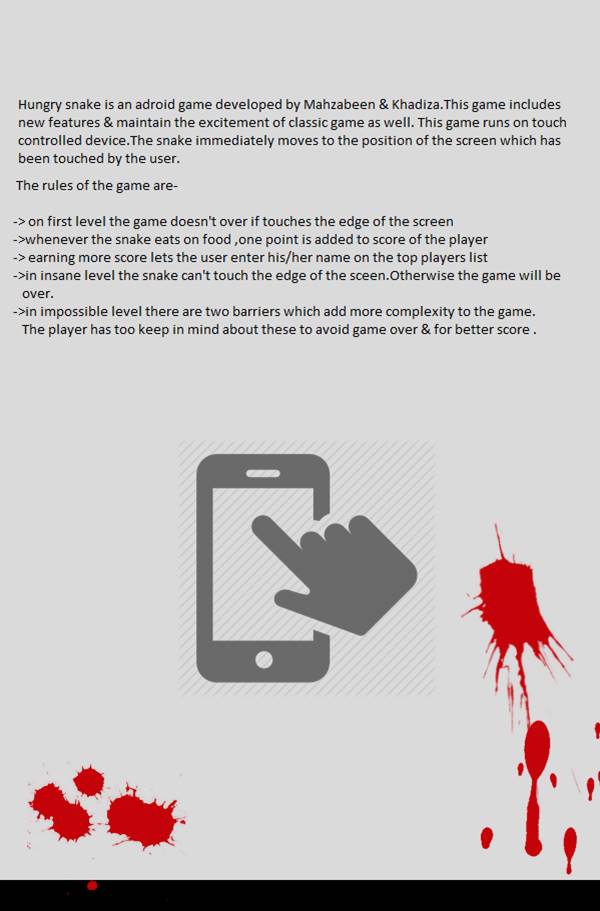 Hungry snake is an adroid game developed by Mahzabeen & Khadiza.This game includes
new features & maintain the excitement of classic game as well. This game runs on touch
controlled device.The snake immediately moves to the position of the screen which has
been touched by the user.
The rules of the game are-
-> on first level the game doesn't over if touches the edge of the screen
->whenever the snake eats on food ,one point is added to score of the player
-> earning more score lets the user enter his/her name on the top players list
->in insane level the snake can't touch the edge of the sceen.Otherwise the game will be
over.
->in impossible level there are two barriers which add more complexity to the game.
The player has too keep in mind about these to avoid game over & for better score .